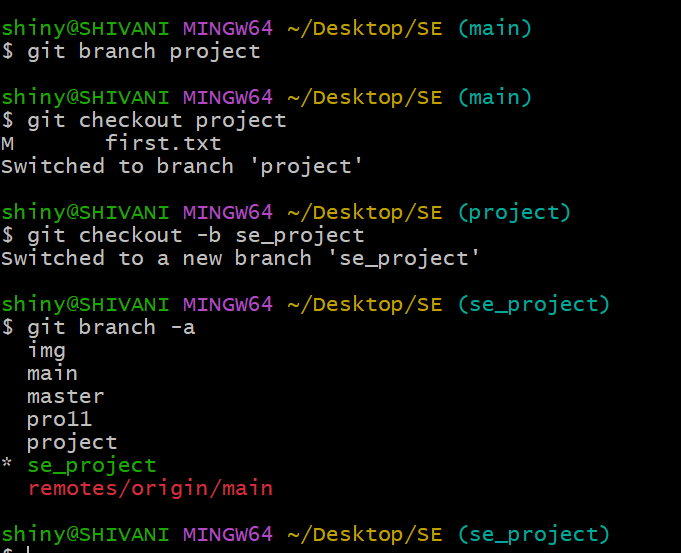 shiny@SHIVANI MINGW64 ~/Desktop/SE (main)
$ git branch project
shiny@SHIVANI MINGW64 ~/Desktop/SE (main)
$ git checkout project
M       first.txt
Switched to branch 'project'
shiny@SHIVANI MINGW64 ~/Desktop/SE (project)
$ git checkout -b se_project
Switched to a new branch 'se_project'
shiny@SHIVANI MINGW64 ~/Desktop/SE (se_project)
$ git branch -a
  img
  main
  master
  pro11
  project
* se_project
  remotes/origin/main
shiny@SHIVANI MINGW64 ~/Desktop/SE (se_project)
$